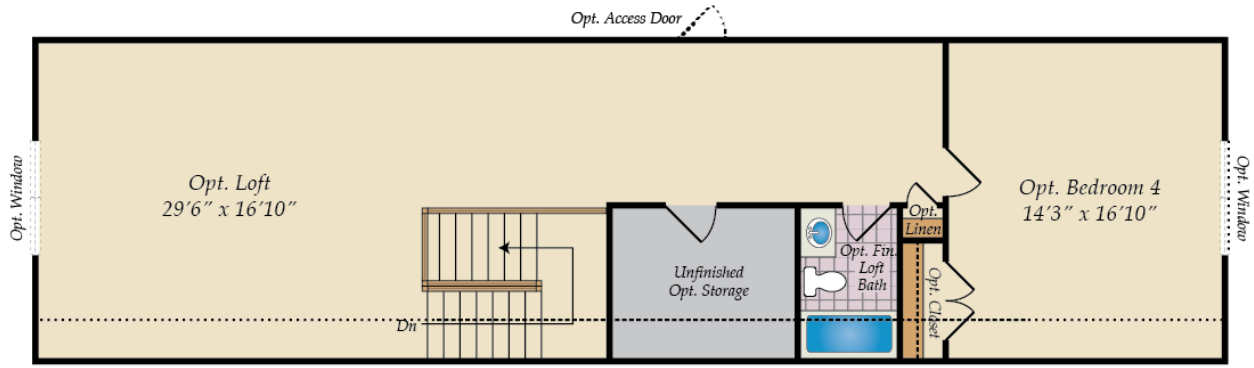 Opt. Access Door
Opt. Window
Opt. Loft
29'6" x 16'10"
Opt. Bedroom 4
14'3" x 16'10"
Opt. Window
Opt.
Linen
Opt. Fin.
Loft
Bath
Unfinished
Opt. Storage
Opt. Closet
Dn